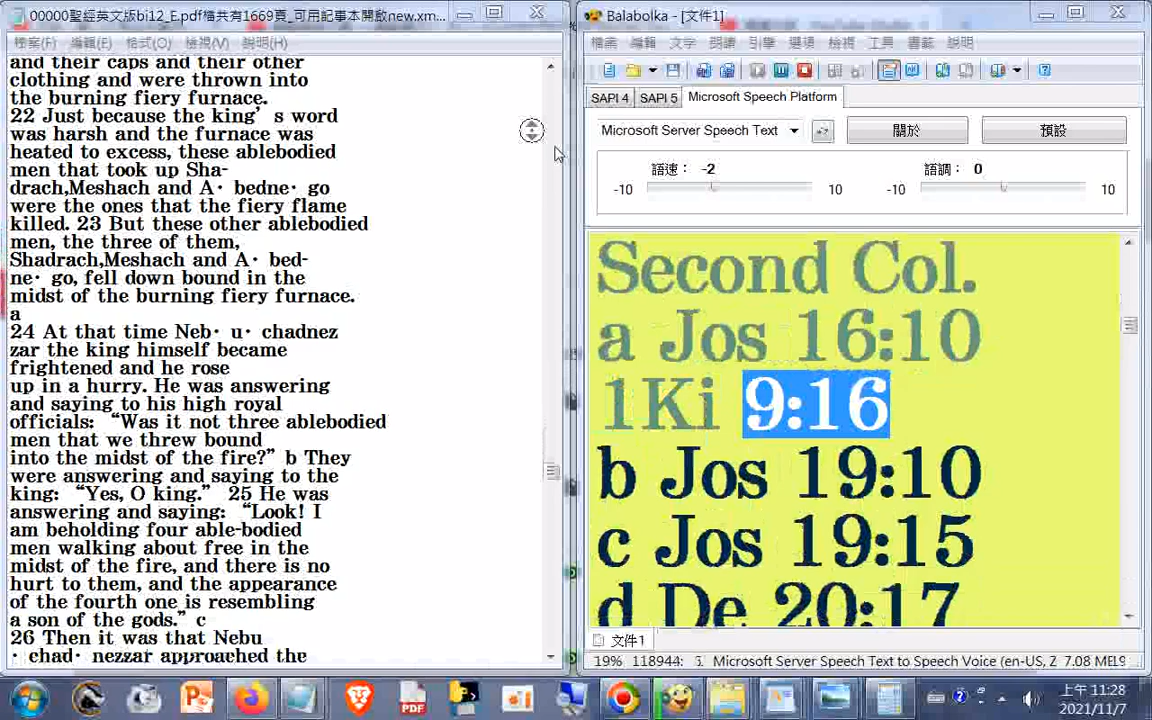 00000聖經英文版bi12_E.pdf檔共有1669頁_可用記事本開啟new.xm...
檔案(F) 編輯(E) 格式(O) 檢視(V) 說明(H)
and their caps and their other
clothing and were thrown into
the burning fiery furnace.
22 Just because the king’s word
was harsh and the furnace was
heated to excess, these ablebodied
men that took up Sha-
drach,Meshach and A·bedne·go
were the ones that the fiery flame
killed. 23 But these other ablebodied
men, the three of them,
Shadrach,Meshach and A·bed-
ne·go, fell down bound in the
midst of the burning fiery furnace.
a
24 At that time Neb·u·chadnez
zar the king himself became
frightened and he rose
up in a hurry. He was answering
and saying to his high royal
officials: “Was it not three ablebodied
men that we threw bound
into the midst of the fire?” b They
were answering and saying to the
king: “Yes, O king.” 25 He was
answering and saying: “Look! I
am beholding four able-bodied
men walking about free in the
midst of the fire, and there is no
hurt to them, and the appearance
of the fourth one is resembling
a son of the gods.” c
26 Then it was that Nebu
·chad·nezzar approached the
Balabolka - [文件1]
檔案 編輯 文字 朗讀 引擎 選項 檢視 工具 書籤 說明
SAPI 4 SAPI 5 Microsoft Speech Platform
Microsoft Server Speech Text 關於 預設
語速： -2 語調： 0
-10 10 -10 10
Second Col.
a Jos 16:10
1Ki 9:16
b Jos 19:10
c Jos 19:15
d De 20:17
文件1
19% 118944: Microsoft Server Speech Text to Speech Voice (en-US, 7.08
上午 11:28
2021/11/7